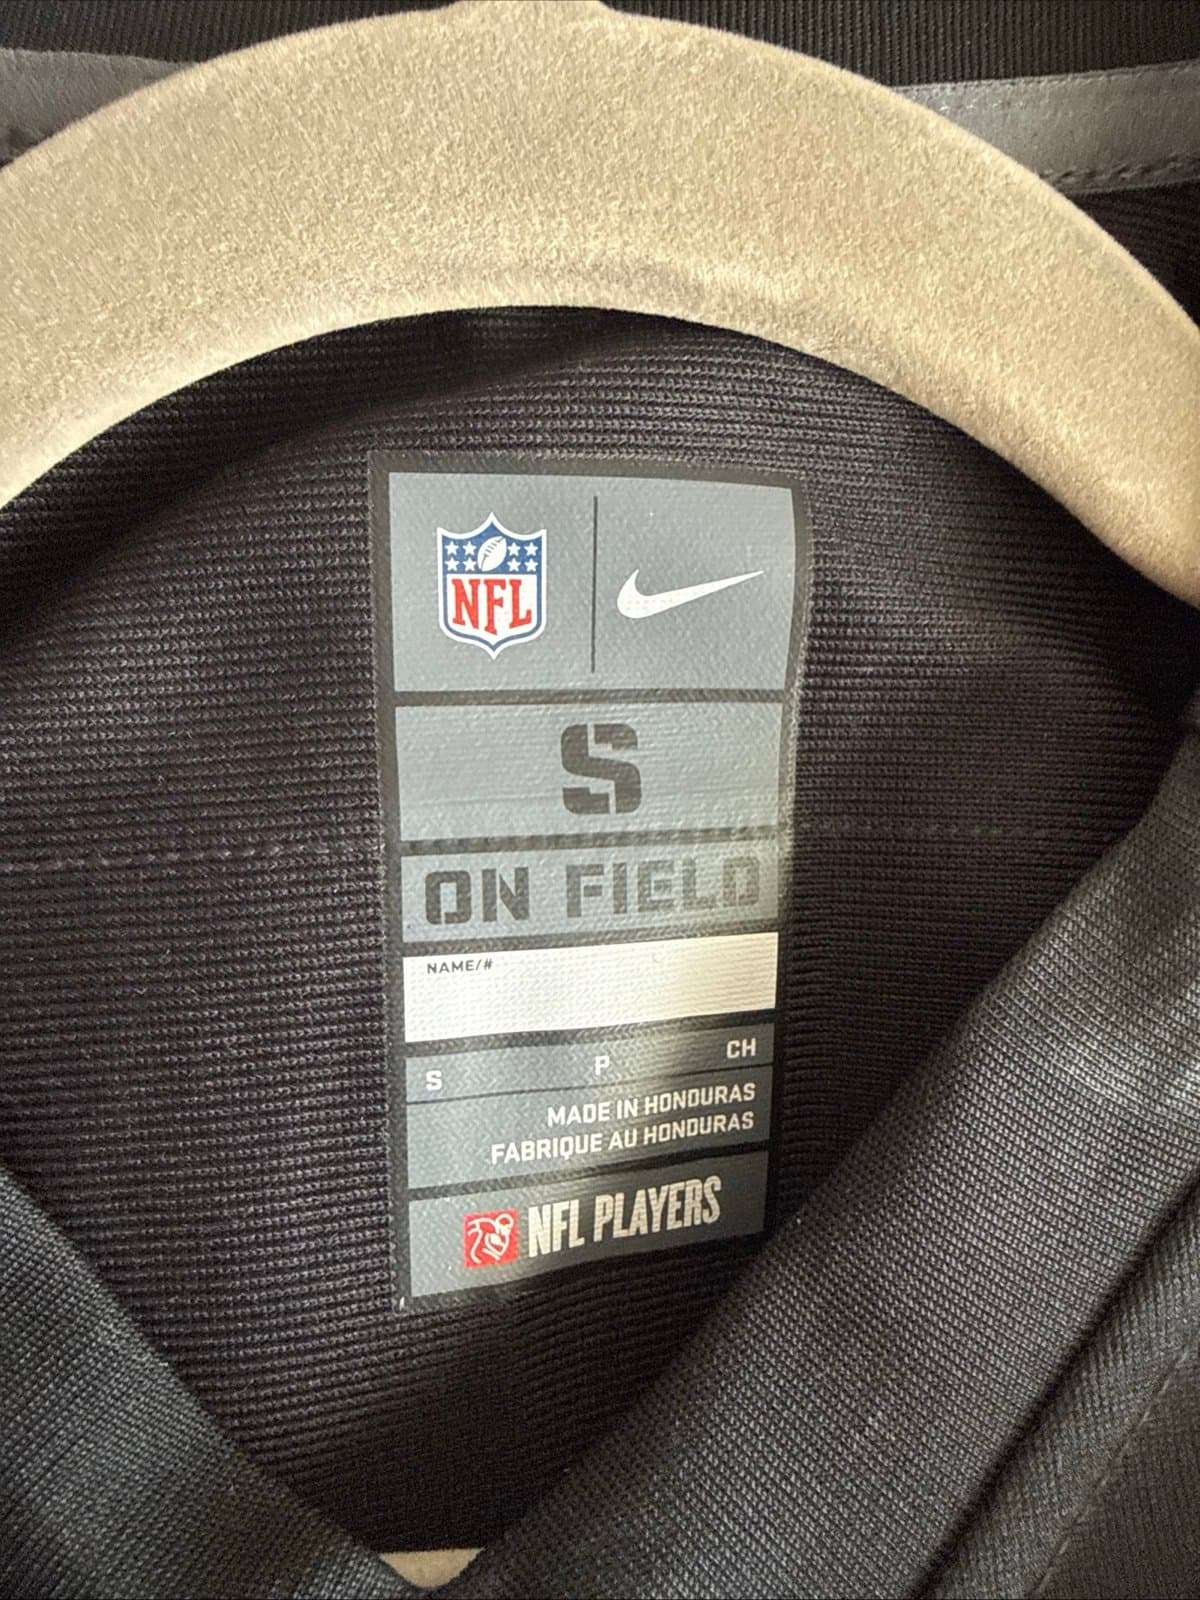 NFL
S
ON FIELD
NAME/#
S P CH
MADE IN HONDURAS
FABRIQUE AU HONDURAS
NFL PLAYERS